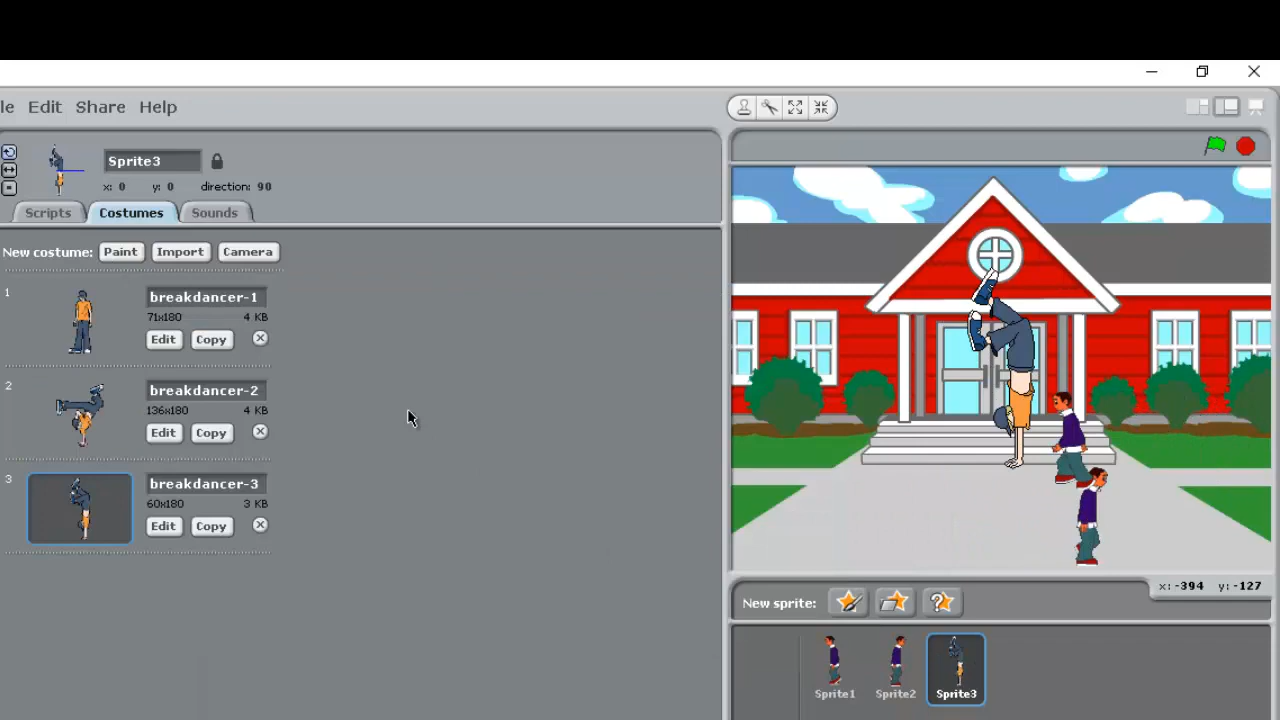 le Edit Share Help
Sprite3
x: 0 y: 0 direction: 90
Scripts Costumes Sounds
New costume: Paint Import Camera
1 breakdancer-1
71x180 4 KB
Edit Copy
2 breakdancer-2
136x180 4 KB
Edit Copy
3 breakdancer-3
60x180 3 KB
Edit Copy
x: -394 y: -127
New sprite:
Sprite1 Sprite2 Sprite3